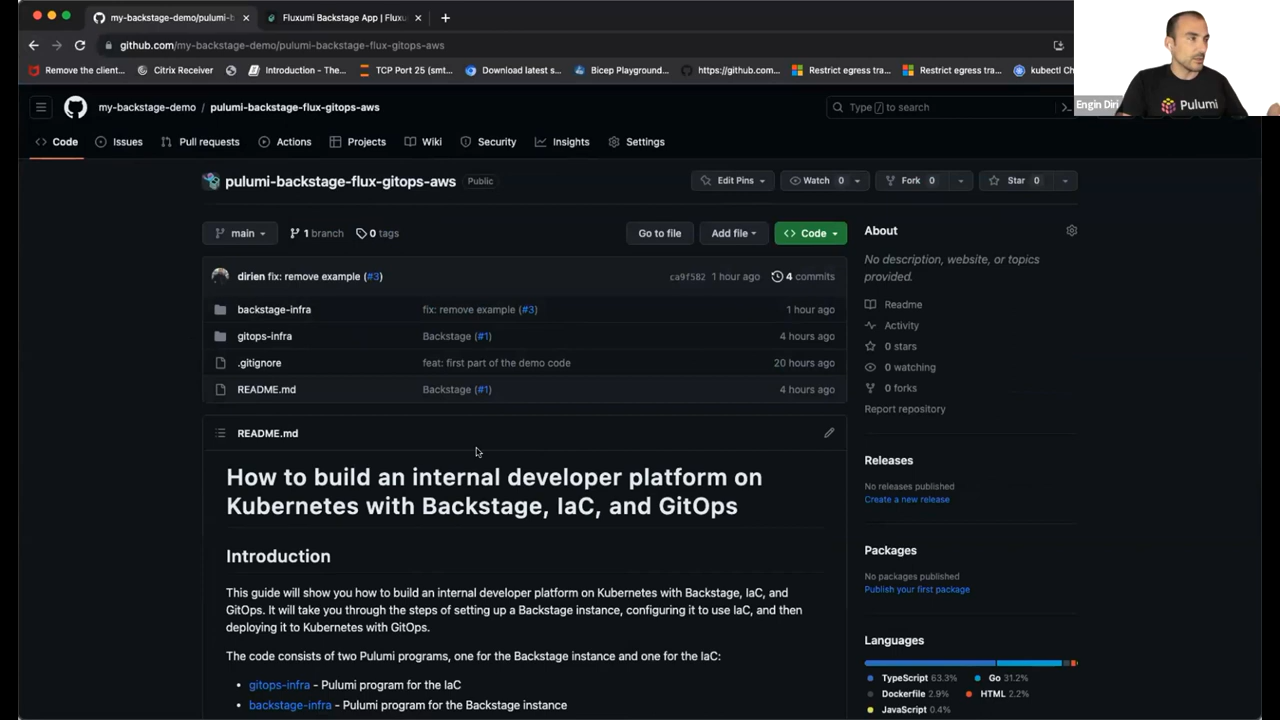 my-backstage-demo/pulumi-b
Fluxumi Backstage App | Fluxu
github.com/my-backstage-demo/pulumi-backstage-flux-gitops-aws
Remove the client...
Citrix Receiver
Introduction - The...
TCP Port 25 (smt...
Download latest s...
Bicep Playground...
https://github.com...
Restrict egress tra...
Restrict egress tra...
kubectl Ch
Engin Diri
Pulumi
my-backstage-demo / pulumi-backstage-flux-gitops-aws
Type / to search
Code
Issues
Pull requests
Actions
Projects
Wiki
Security
Insights
Settings
pulumi-backstage-flux-gitops-aws
Public
Edit Pins
Watch 0
Fork 0
Star 0
main
1 branch
0 tags
Go to file
Add file
<> Code
dirien fix: remove example (#3)
ca9f582 1 hour ago
4 commits
backstage-infra
fix: remove example (#3)
1 hour ago
gitops-infra
Backstage (#1)
4 hours ago
.gitignore
feat: first part of the demo code
20 hours ago
README.md
Backstage (#1)
4 hours ago
README.md
How to build an internal developer platform on
Kubernetes with Backstage, IaC, and GitOps
Introduction
This guide will show you how to build an internal developer platform on Kubernetes with Backstage, IaC, and
GitOps. It will take you through the steps of setting up a Backstage instance, configuring it to use IaC, and then
deploying it to Kubernetes with GitOps.
The code consists of two Pulumi programs, one for the Backstage instance and one for the IaC:
• gitops-infra - Pulumi program for the IaC
• backstage-infra - Pulumi program for the Backstage instance
About
No description, website, or topics
provided.
Readme
Activity
0 stars
0 watching
0 forks
Report repository
Releases
No releases published
Create a new release
Packages
No packages published
Publish your first package
Languages
TypeScript 63.3%
Go 31.2%
Dockerfile 2.9%
HTML 2.2%
JavaScript 0.4%